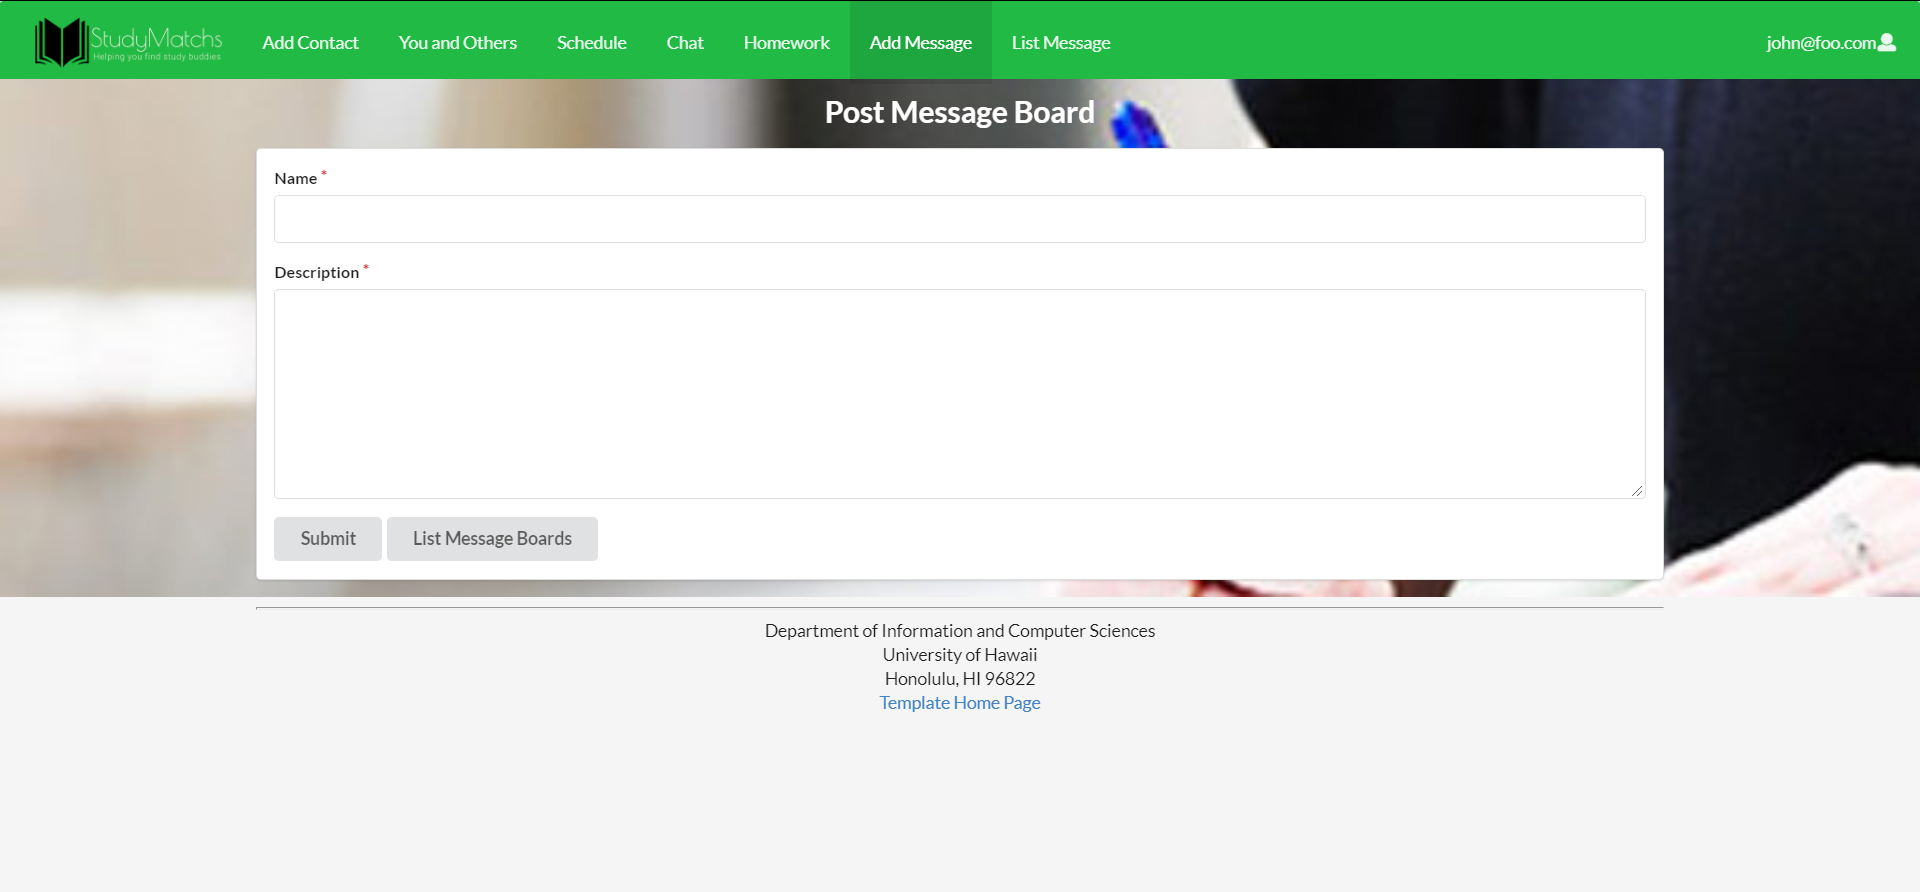 StudyMatchs
Helping you find study buddies
Add Contact
You and Others
Schedule
Chat
Homework
Add Message
List Message
john@foo.com
Post Message Board
Name *
Description *
Submit
List Message Boards
Department of Information and Computer Sciences
University of Hawaii
Honolulu, HI 96822
Template Home Page